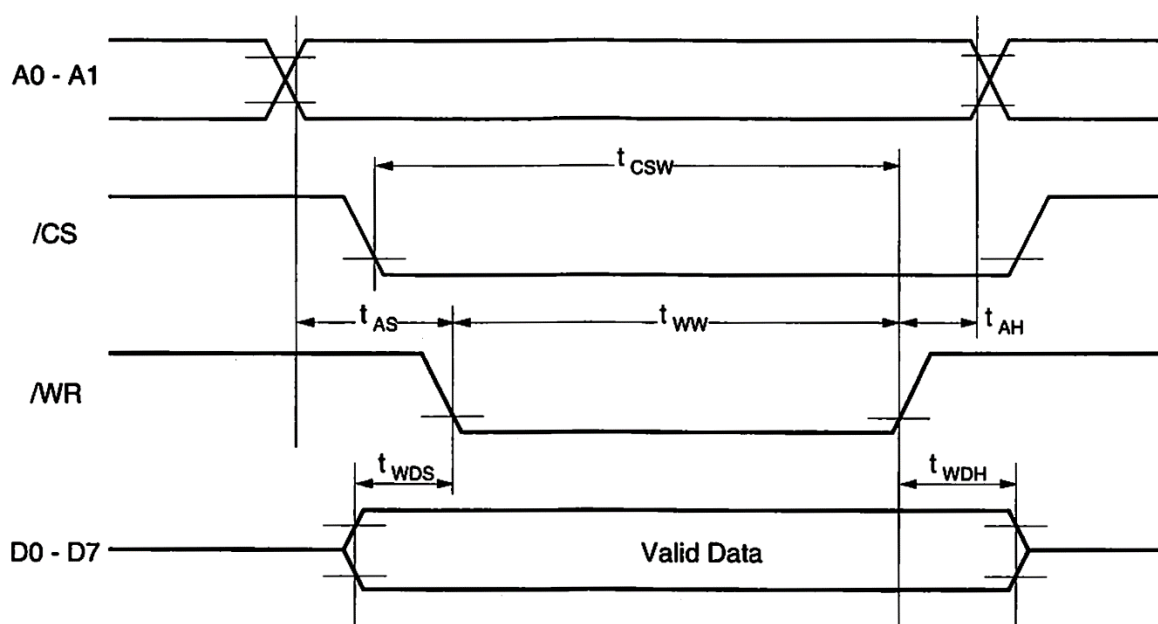 A0 - A1
t CSW
/CS
t AS
t WW
t AH
/WR
t WDS
t WDH
D0 - D7
Valid Data